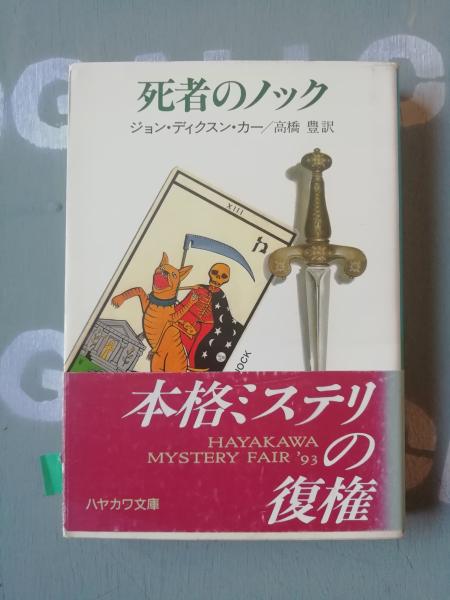 死者のノック
ジョン・ディクスン・カー/高橋 豊訳
XIII
מ
本格ミステリ
の
復権
HAYAKAWA
MYSTERY FAIR '93
ハヤカワ文庫